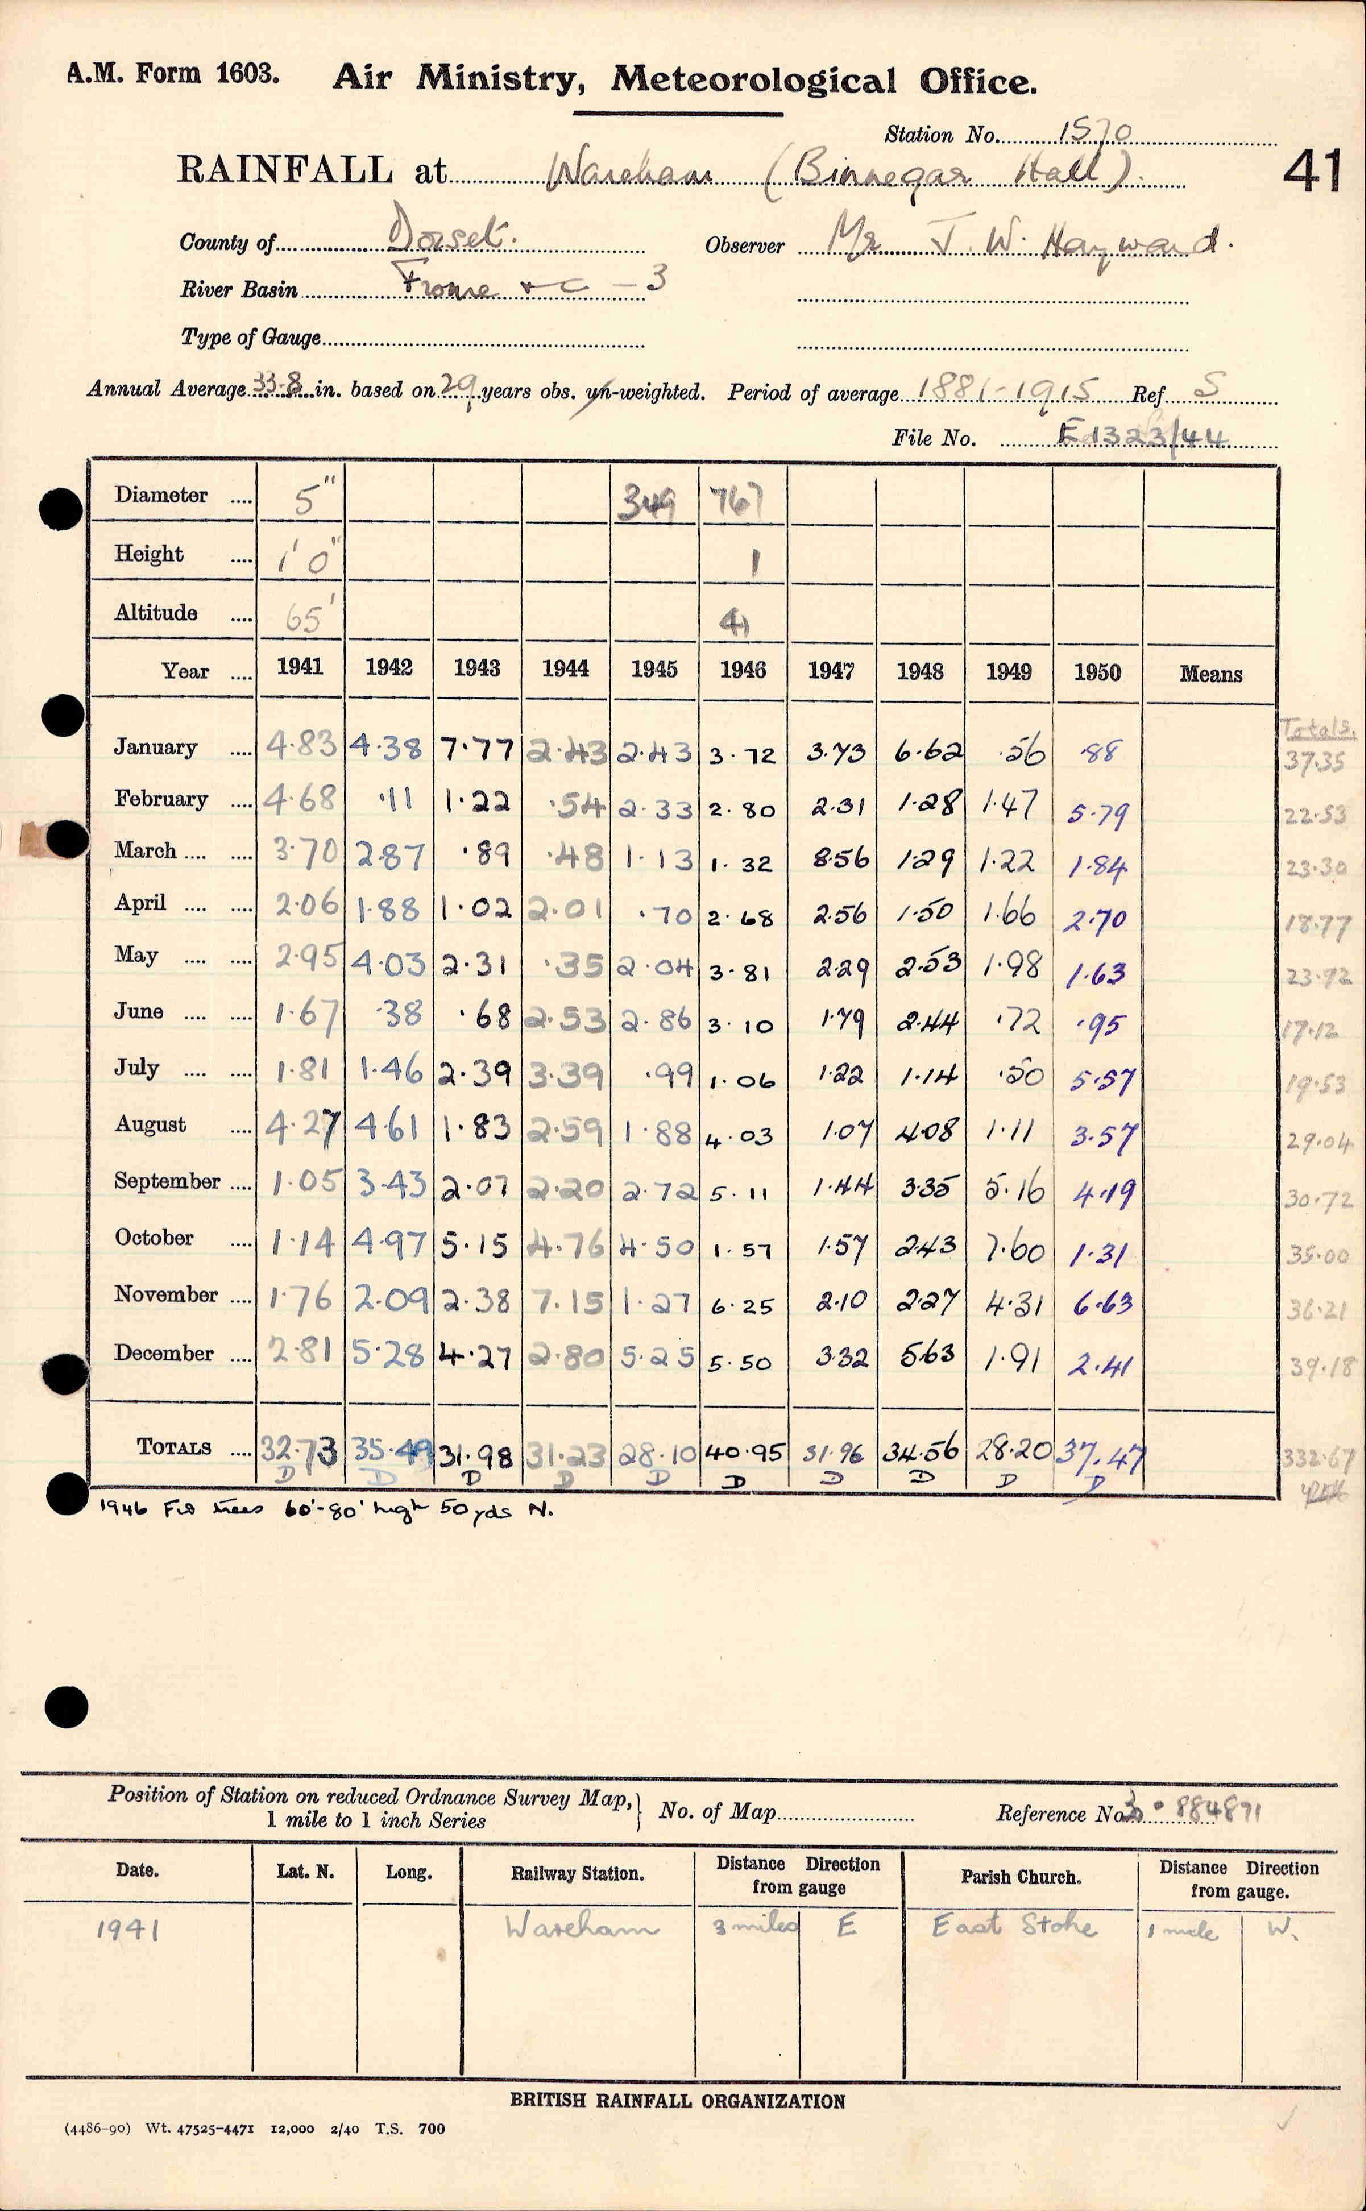 A.M. Form 1603. Air Ministry, Meteorological Office.
Station No. 1570
41
RAINFALL at Wareham (Binnegar Hall).
County of Dorset. Observer Mr J. W. Hayward.
River Basin Frome &c - 3
Type of Gauge
Annual Average 33.8 in. based on 29 years obs. un-weighted. Period of average 1881-1915 Ref. S
File No. E1323/44
Diameter .... 5" 349 767
Height .... 1'0" 1
Altitude .... 65' 41
Year .... 1941 1942 1943 1944 1945 1946 1947 1948 1949 1950 Means
Totals.
January .... 4.83 4.38 7.77 2.43 2.43 3.72 3.73 6.62 .56 .88 37.35
February .... 4.68 .11 1.22 .54 2.33 2.80 2.31 1.28 1.47 5.79 22.53
March .... .... 3.70 2.87 .89 .48 1.13 1.32 8.56 1.29 1.22 1.84 23.30
April .... .... 2.06 1.88 1.02 2.01 .70 2.68 2.56 1.50 1.66 2.70 18.77
May .... .... 2.95 4.03 2.31 .35 2.04 3.81 2.29 2.53 1.98 1.63 23.92
June .... .... 1.67 .38 .68 2.53 2.86 3.10 1.79 2.44 .72 .95 17.12
July .... .... 1.81 1.46 2.39 3.39 .99 1.06 1.22 1.14 .50 5.57 19.53
August .... 4.27 4.61 1.83 2.59 1.88 4.03 1.07 4.08 1.11 3.57 29.04
September .... 1.05 3.43 2.07 2.20 2.72 5.11 1.44 3.35 5.16 4.19 30.72
October .... 1.14 4.97 5.15 4.76 4.50 1.57 1.57 2.43 7.60 1.31 35.00
November .... 1.76 2.09 2.38 7.15 1.27 6.25 2.10 2.27 4.31 6.63 36.21
December .... 2.81 5.28 4.27 2.80 5.25 5.50 3.32 5.63 1.91 2.41 39.18
TOTALS .... 32.73 35.49 31.98 31.23 28.10 40.95 31.96 34.56 28.20 37.47 332.67
D D D D D D D D D D
1946 Fir trees 60'-80' high 50 yds N.
Position of Station on reduced Ordnance Survey Map, 1 mile to 1 inch Series } No. of Map Reference No. 30 884871
Date. Lat. N. Long. Railway Station. Distance Direction from gauge Parish Church. Distance Direction from gauge.
1941 Wareham 3 miles E East Stoke 1 mile W.
BRITISH RAINFALL ORGANIZATION
(4486-90) Wt. 47525-4471 12,000 2/40 T.S. 700